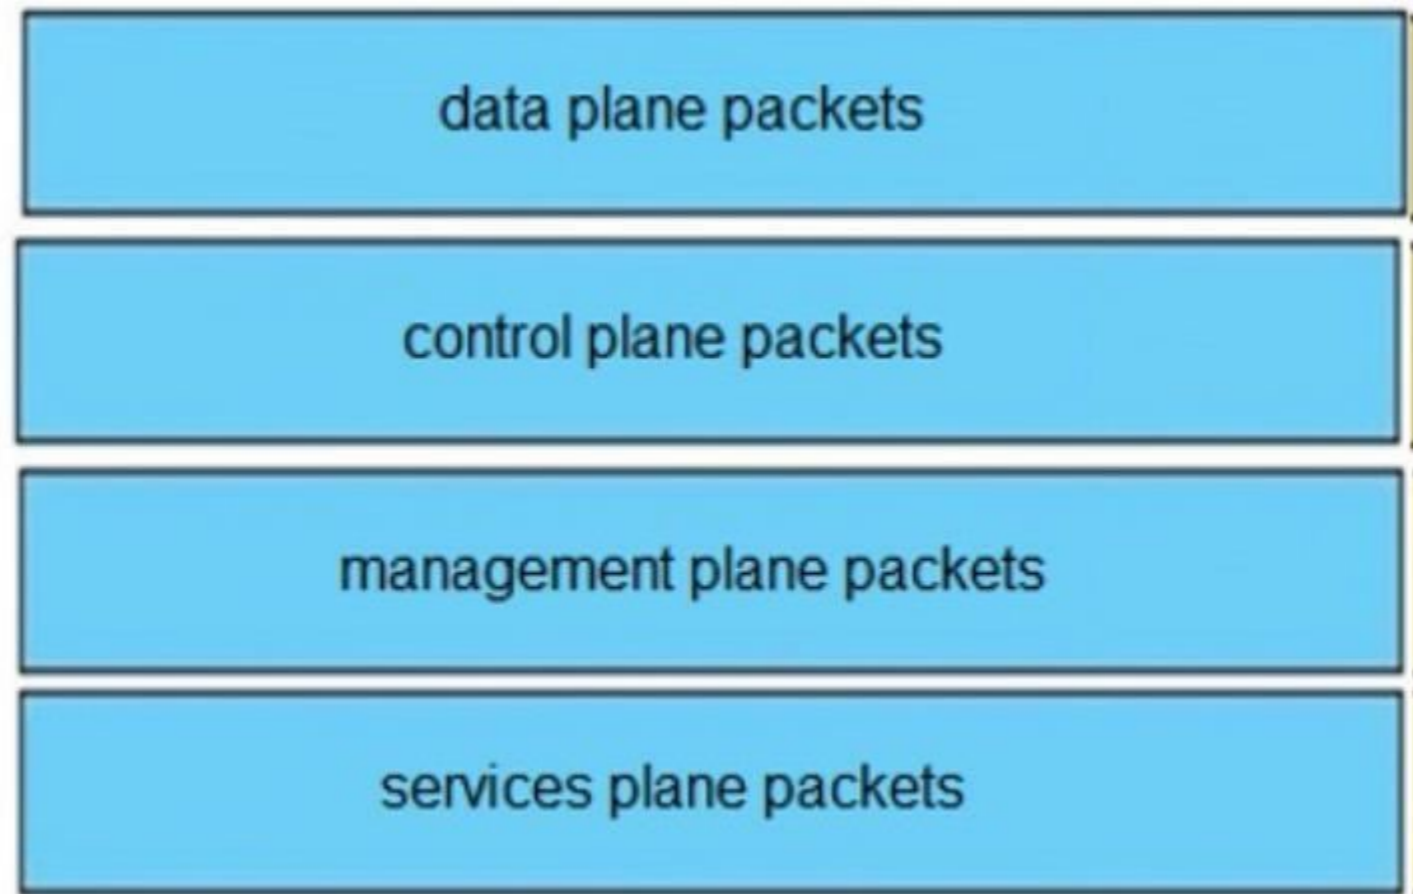 data plane packets
control plane packets
management plane packets
services plane packets